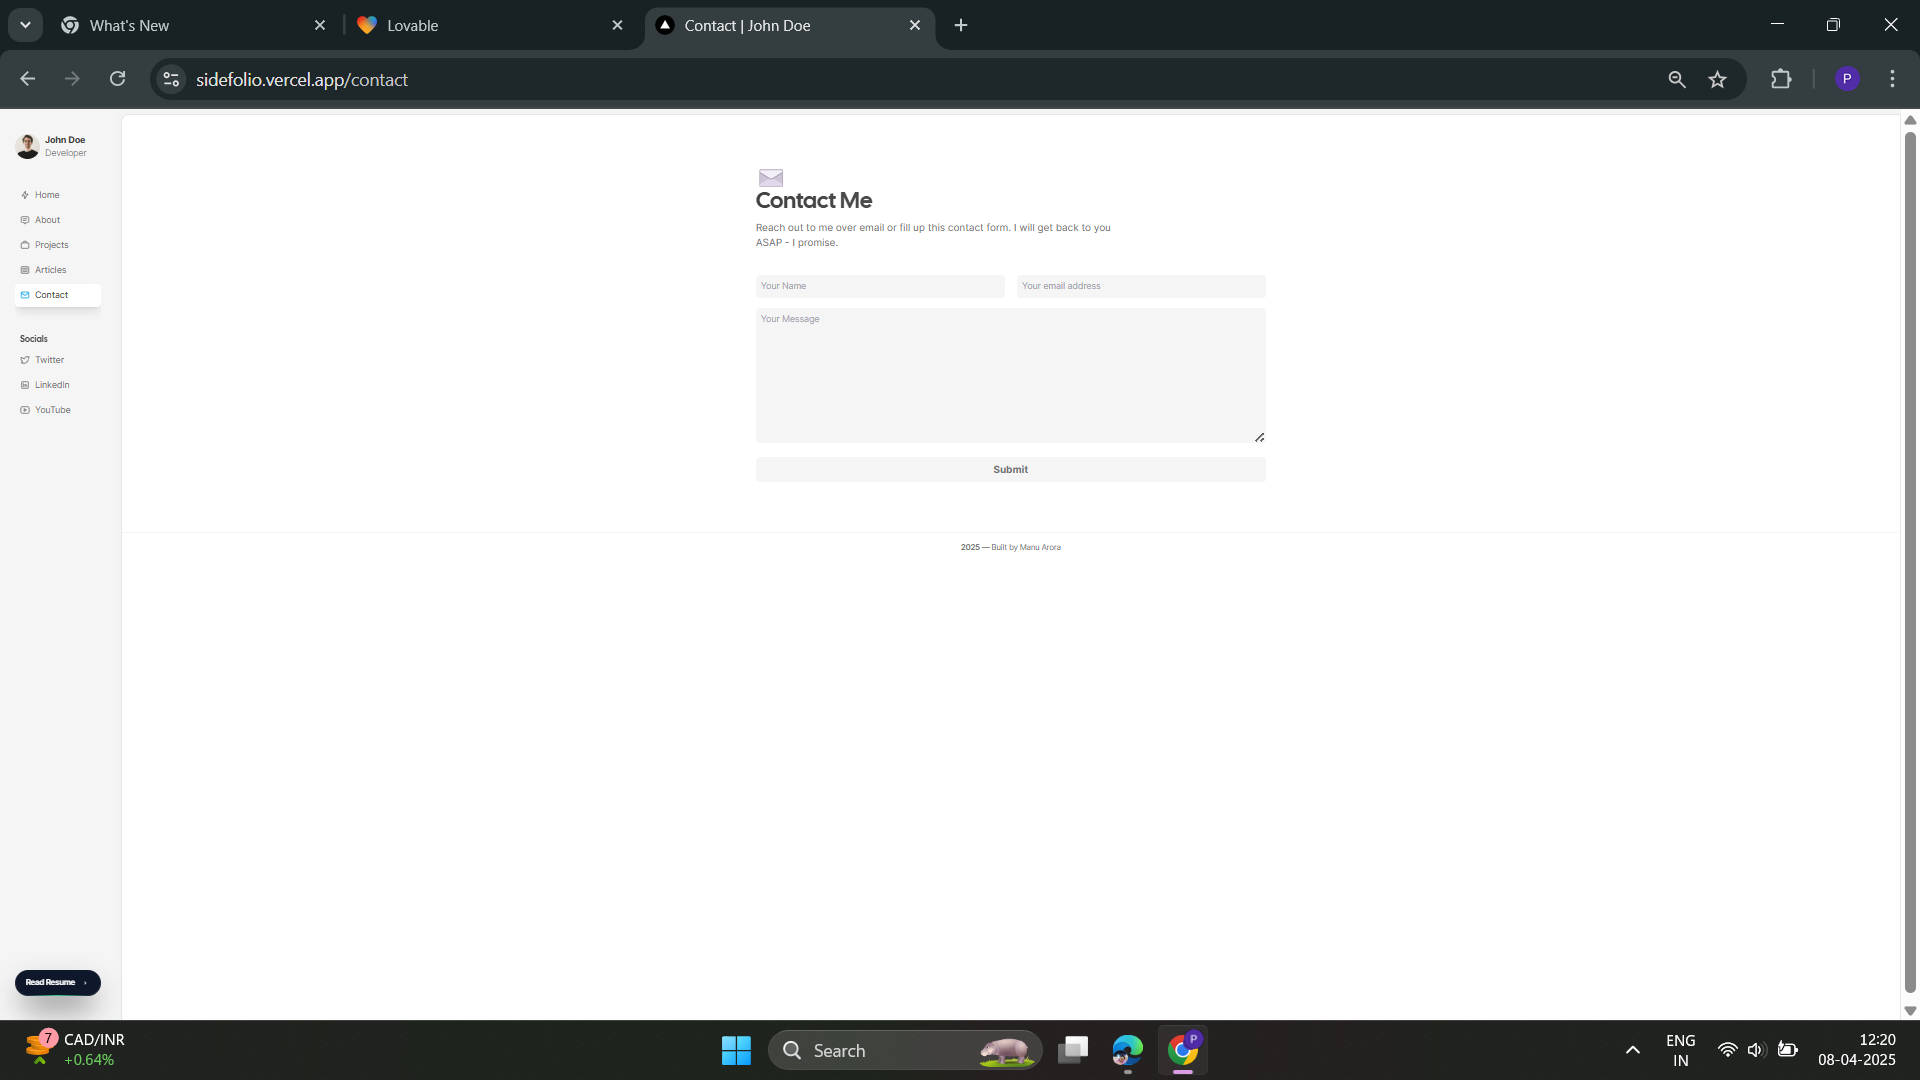 What's New
Lovable
Contact | John Doe
sidefolio.vercel.app/contact
P
John Doe
Developer
Home
About
Projects
Articles
Contact
Socials
Twitter
LinkedIn
YouTube
Read Resume
Contact Me
Reach out to me over email or fill up this contact form. I will get back to you
ASAP - I promise.
Your Name
Your email address
Your Message
Submit
2025 — Built by Manu Arora
7
CAD/INR
+0.64%
Search
P
ENG
IN
12:20
08-04-2025